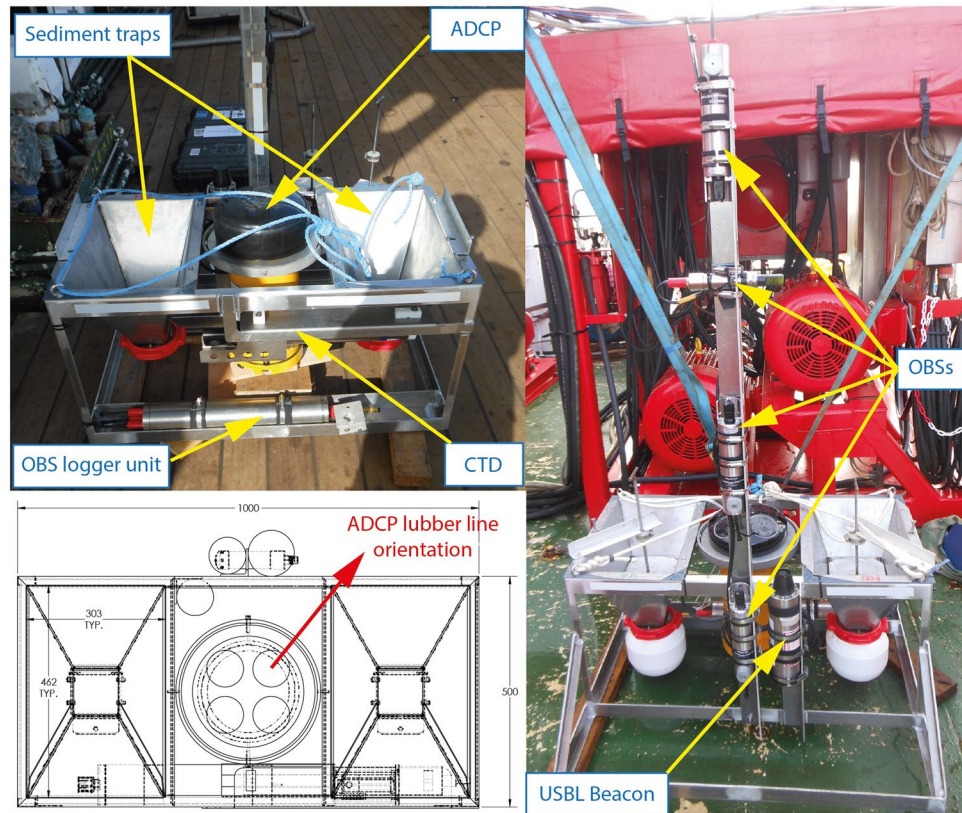 Sediment traps
ADCP
OBS logger unit
CTD
OBSs
USBL Beacon
1000
ADCP lubber line
orientation
303
TYP.
462
TYP.
500